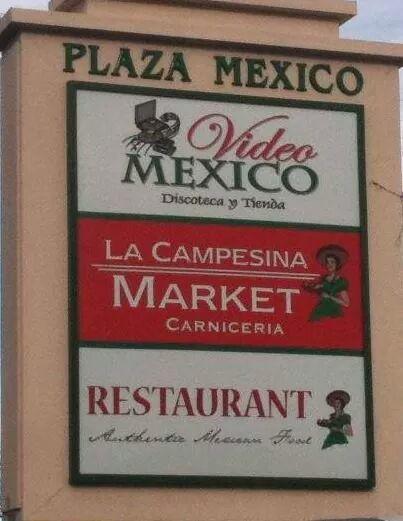 PLAZA MEXICO
Video
MEXICO
Discoteca y Tienda
LA CAMPESINA
MARKET
CARNICERIA
RESTAURANT
Authentic Mexican Food